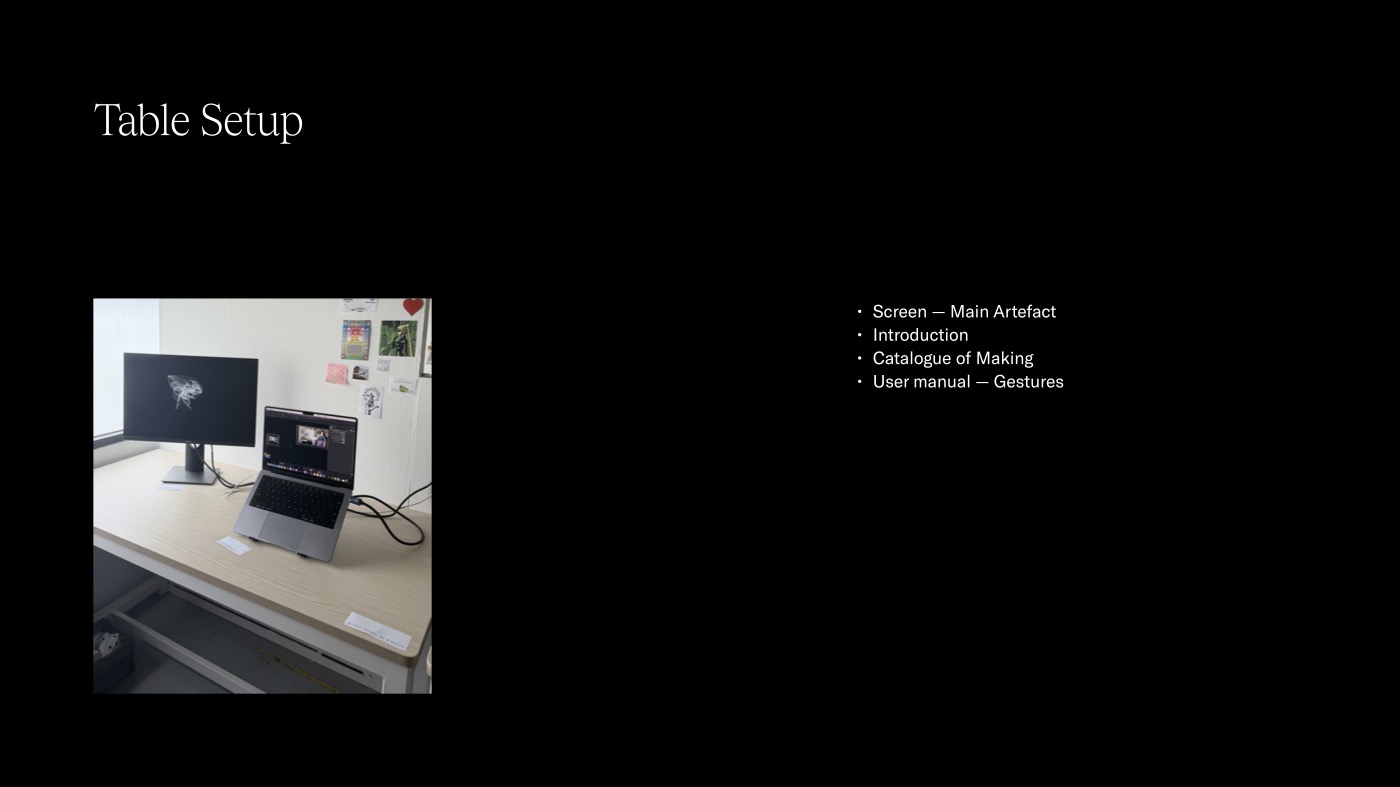 Table Setup
• Screen — Main Artefact
• Introduction
• Catalogue of Making
• User manual — Gestures